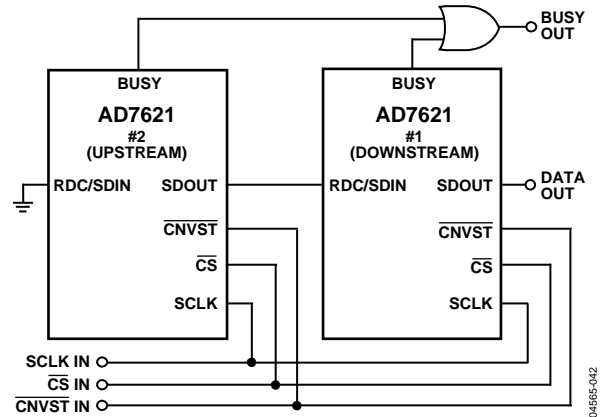 BUSY
OUT
BUSY
BUSY
AD7621
#2
(UPSTREAM)
AD7621
#1
(DOWNSTREAM)
RDC/SDIN
SDOUT
RDC/SDIN
SDOUT
DATA
OUT
CNVST
CNVST
CS
CS
SCLK
SCLK
SCLK IN
CS IN
CNVST IN
04565-042